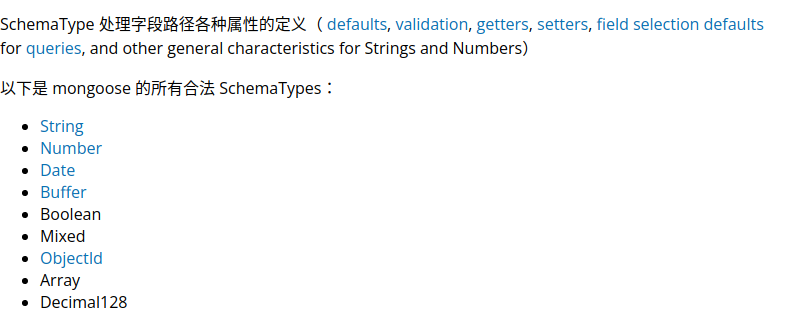 SchemaType 处理字段路径各种属性的定义（ defaults, validation, getters, setters, field selection defaults
for queries, and other general characteristics for Strings and Numbers）
以下是 mongoose 的所有合法 SchemaTypes：
• String
• Number
• Date
• Buffer
• Boolean
• Mixed
• ObjectId
• Array
• Decimal128